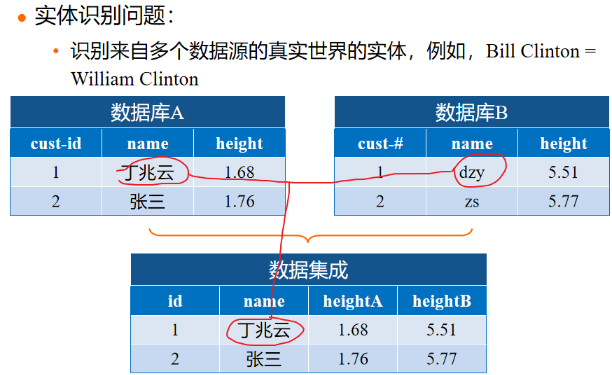 实体识别问题：
识别来自多个数据源的真实世界的实体，例如，Bill Clinton =
William Clinton
数据库A
cust-id name height
1 丁兆云 1.68
2 张三 1.76
数据库B
cust-# name height
1 dzy 5.51
2 zs 5.77
数据集成
id name heightA heightB
1 丁兆云 1.68 5.51
2 张三 1.76 5.77